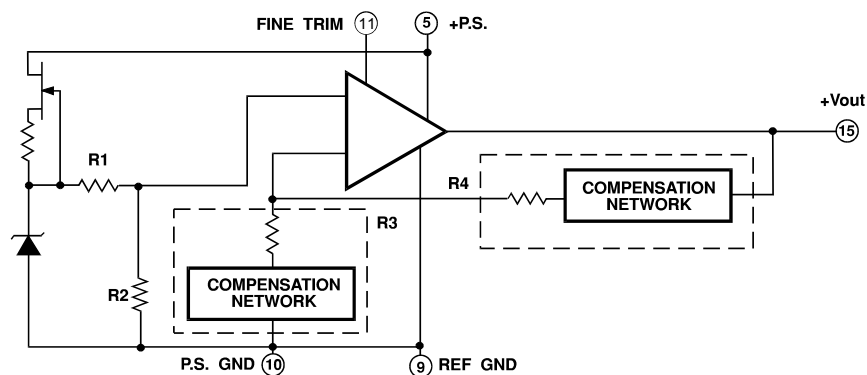 FINE TRIM 11
5 +P.S.
+Vout
15
R1
R4
COMPENSATION
NETWORK
R3
R2
COMPENSATION
NETWORK
P.S. GND 10
9 REF GND